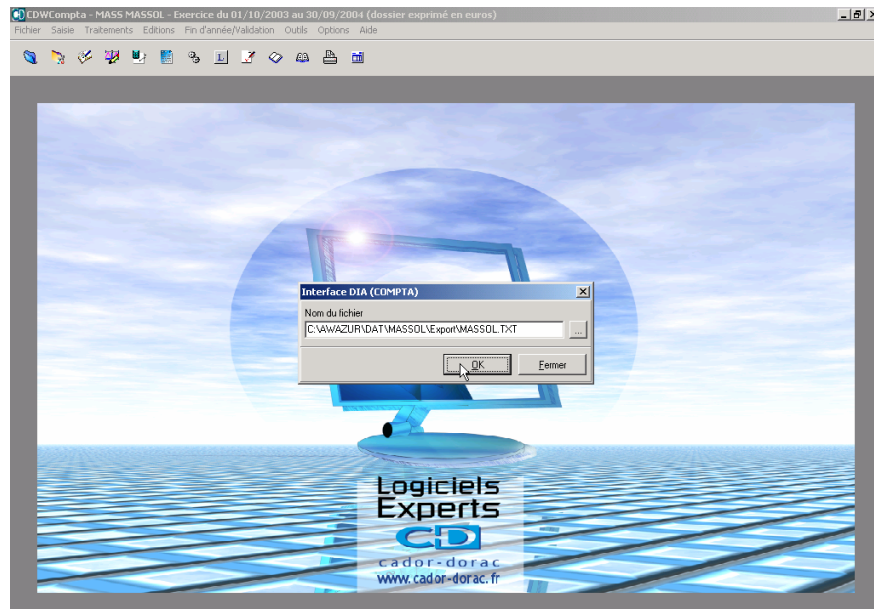 CDWCompta - MASS MASSOL - Exercice du 01/10/2003 au 30/09/2004 (dossier exprimé en euros)
Fichier Saisie Traitements Editions Fin d'année/Validation Outils Options Aide
L
Interface DIA (COMPTA)
Nom du fichier
C:\AWAZUR\DAT\MASSOL\Export\MASSOL.TXT
...
OK Fermer
Logiciels
Experts
CD
cador-dorac
www.cador-dorac.fr